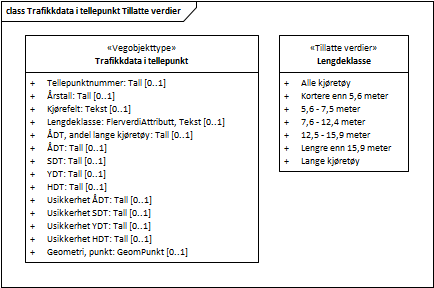 class Trafikkdata i tellepunkt Tillatte verdier
«Vegobjekttype»
Trafikkdata i tellepunkt
+ Tellepunktnummer: Tall [0..1]
+ Årstall: Tall [0..1]
+ Kjørefelt: Tekst [0..1]
+ Lengdeklasse: FlerverdiAttributt, Tekst [0..1]
+ ÅDT, andel lange kjøretøy: Tall [0..1]
+ ÅDT: Tall [0..1]
+ SDT: Tall [0..1]
+ YDT: Tall [0..1]
+ HDT: Tall [0..1]
+ Usikkerhet ÅDT: Tall [0..1]
+ Usikkerhet SDT: Tall [0..1]
+ Usikkerhet YDT: Tall [0..1]
+ Usikkerhet HDT: Tall [0..1]
+ Geometri, punkt: GeomPunkt [0..1]
«Tillatte verdier»
Lengdeklasse
+ Alle kjøretøy
+ Kortere enn 5,6 meter
+ 5,6 - 7,5 meter
+ 7,6 - 12,4 meter
+ 12,5 - 15,9 meter
+ Lengre enn 15,9 meter
+ Lange kjøretøy